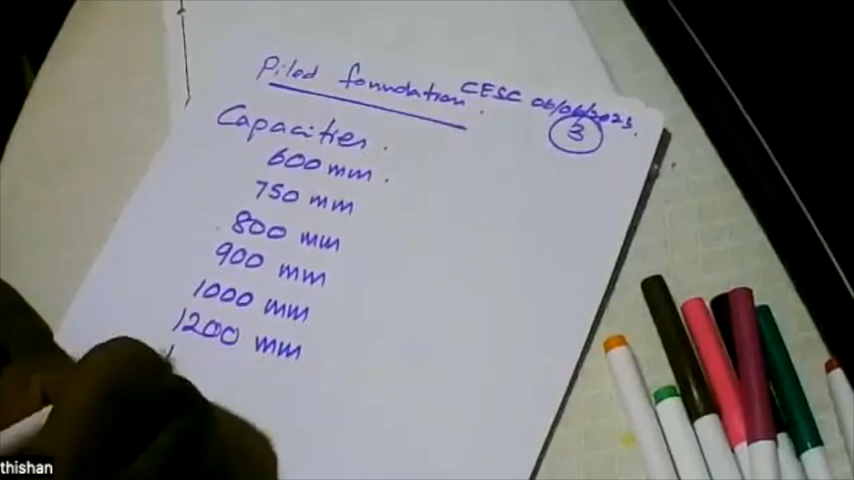 Piled foundation. CESC 06/06/2023.
3
Capacities.
600 mm.
750 mm
800 mm
900 mm
1000 mm
1200 mm
thishan